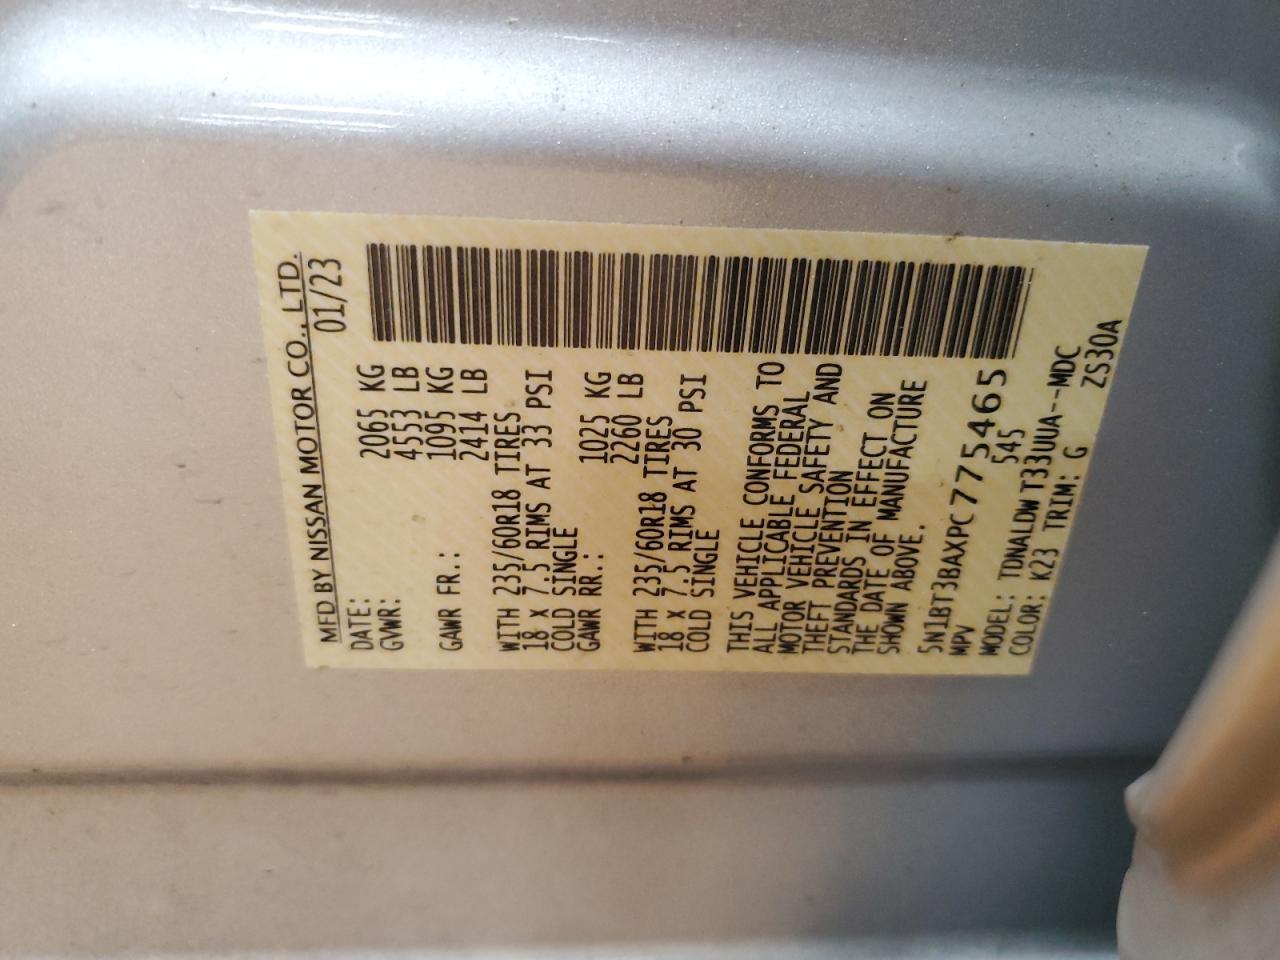 MFD BY NISSAN MOTOR CO., LTD.
DATE: 01/23
GVWR: 2065 KG
4553 LB
GAWR FR.: 1095 KG
2414 LB
WITH 235/60R18 TIRES
18 X 7.5 RIMS AT 33 PSI
COLD SINGLE
GAWR RR.: 1025 KG
2260 LB
WITH 235/60R18 TIRES
18 X 7.5 RIMS AT 30 PSI
COLD SINGLE
THIS VEHICLE CONFORMS TO
ALL APPLICABLE FEDERAL
MOTOR VEHICLE SAFETY AND
THEFT PREVENTION
STANDARDS IN EFFECT ON
THE DATE OF MANUFACTURE
SHOWN ABOVE.
5N1BT3BAXPC775465
MPV 545
MODEL: TDNALDWT33UUA--MDC
COLOR: K23 TRIM: G ZS30A